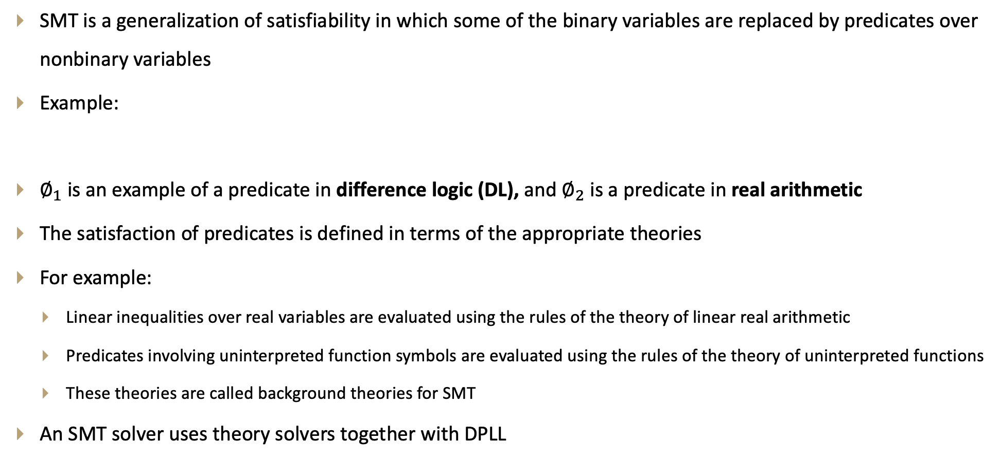 SMT is a generalization of satisfiability in which some of the binary variables are replaced by predicates over
nonbinary variables
Example:
Ø₁ is an example of a predicate in difference logic (DL), and Ø₂ is a predicate in real arithmetic
The satisfaction of predicates is defined in terms of the appropriate theories
For example:
Linear inequalities over real variables are evaluated using the rules of the theory of linear real arithmetic
Predicates involving uninterpreted function symbols are evaluated using the rules of the theory of uninterpreted functions
These theories are called background theories for SMT
An SMT solver uses theory solvers together with DPLL